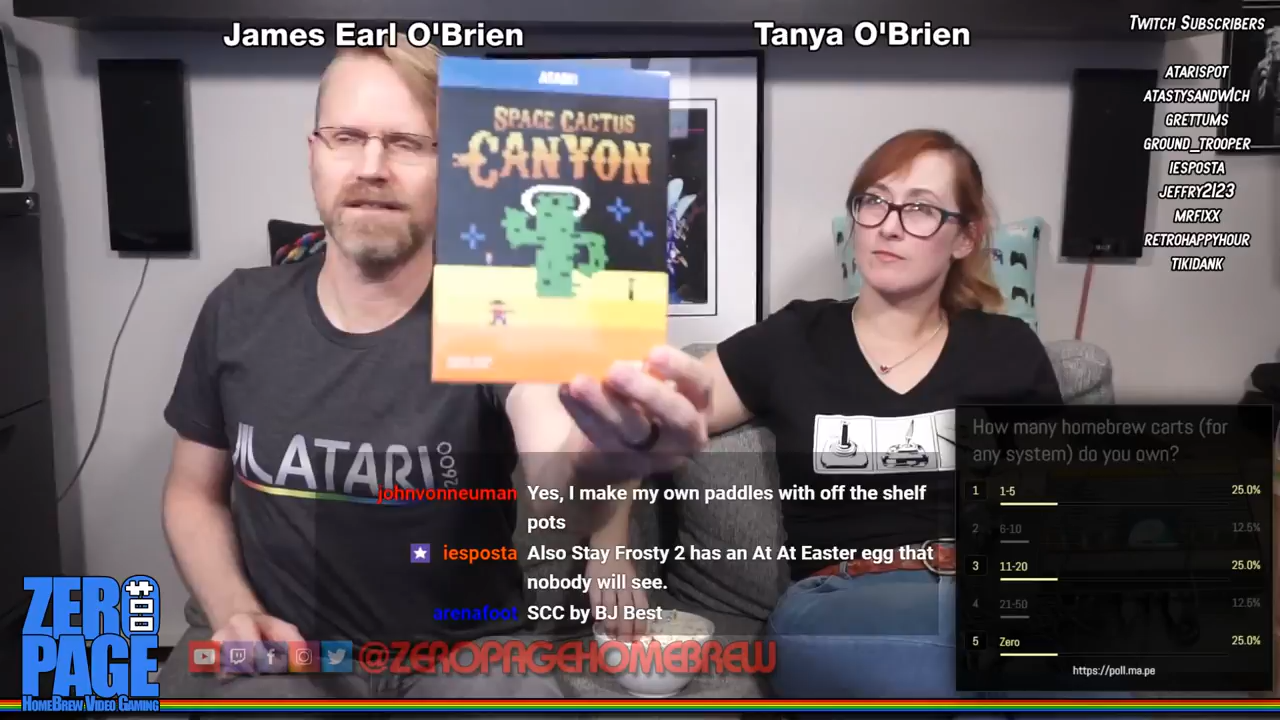 James Earl O'Brien
Tanya O'Brien
TWITCH SUBSCRIBERS
ATARISPOT
ATASTYSANDWICH
GRETTUMS
GROUND_TROOPER
IESPOSTA
JEFFRY2123
MRFIXX
RETROHAPPYHOUR
TIKIDANK
ATARI
SPACE CACTUS
CANYON
ATARI 2600
johnvonneuman Yes, I make my own paddles with off the shelf
pots
iesposta Also Stay Frosty 2 has an At At Easter egg that
nobody will see.
arenafoot SCC by BJ Best
How many homebrew carts (for
any system) do you own?
1 1-5 25.0%
2 6-10 12.5%
3 11-20 25.0%
4 21-50 12.5%
5 Zero 25.0%
https://poll.ma.pe
ZERO
PAGE
HOMEBREW VIDEO GAMING
@ZEROPAGEHOMEBREW